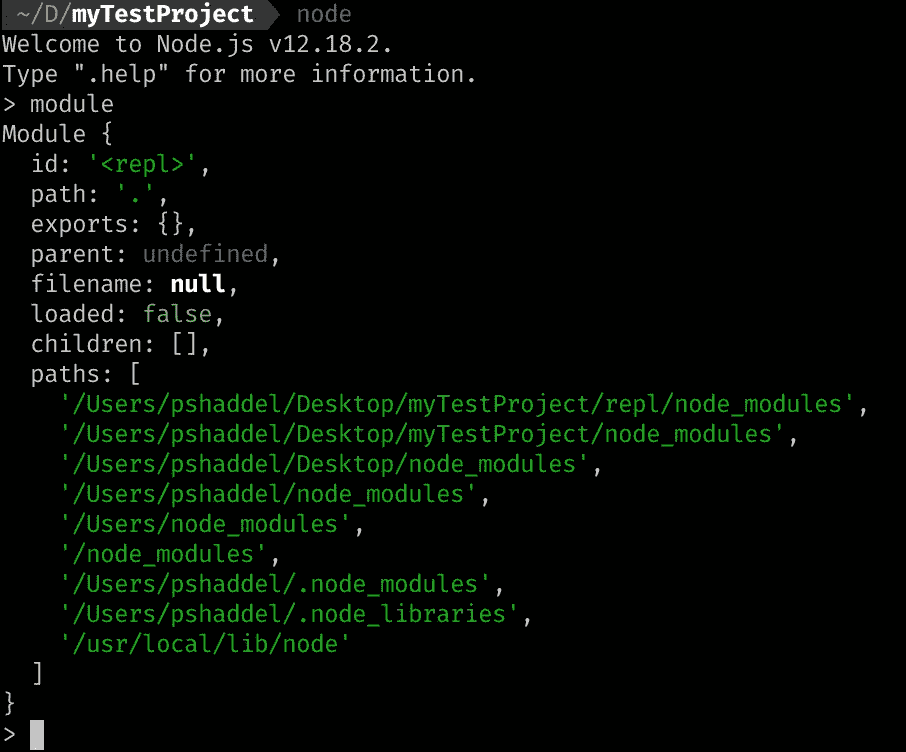 ~/D/myTestProject node
Welcome to Node.js v12.18.2.
Type ".help" for more information.
> module
Module {
  id: '<repl>',
  path: '.',
  exports: {},
  parent: undefined,
  filename: null,
  loaded: false,
  children: [],
  paths: [
    '/Users/pshaddel/Desktop/myTestProject/repl/node_modules',
    '/Users/pshaddel/Desktop/myTestProject/node_modules',
    '/Users/pshaddel/Desktop/node_modules',
    '/Users/pshaddel/node_modules',
    '/Users/node_modules',
    '/node_modules',
    '/Users/pshaddel/.node_modules',
    '/Users/pshaddel/.node_libraries',
    '/usr/local/lib/node'
  ]
}
>